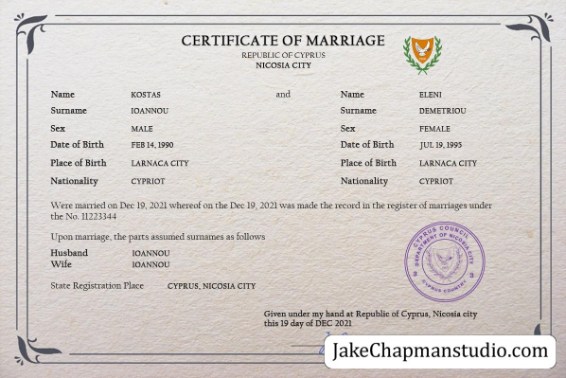 CERTIFICATE OF MARRIAGE
REPUBLIC OF CYPRUS
NICOSIA CITY
Name KOSTAS and Name ELENI
Surname IOANNOU Surname DEMETRIOU
Sex MALE Sex FEMALE
Date of Birth FEB 14, 1990 Date of Birth JUL 19, 1995
Place of Birth LARNACA CITY Place of Birth LARNACA CITY
Nationality CYPRIOT Nationality CYPRIOT
Were married on Dec 19, 2021 whereof on the Dec 19, 2021 was made the record in the register of marriages under
the No. 11223344
Upon marriage, the parts assumed surnames as follows
Husband IOANNOU
Wife IOANNOU
State Registration Place CYPRUS, NICOSIA CITY
CYPRUS COUNCIL
DEPARTMENT OF NICOSIA CITY
CYPRUS COUNTRY
Given under my hand at Republic of Cyprus, Nicosia city
this 19 day of DEC 2021
JakeChapmanstudio.com